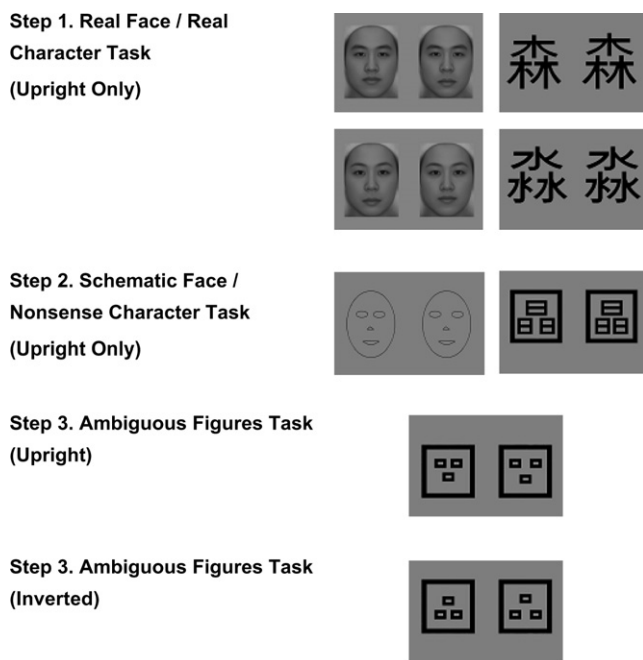 Step 1. Real Face / Real
Character Task
(Upright Only)
森 森
淼 淼
Step 2. Schematic Face /
Nonsense Character Task
(Upright Only)
Step 3. Ambiguous Figures Task
(Upright)
Step 3. Ambiguous Figures Task
(Inverted)